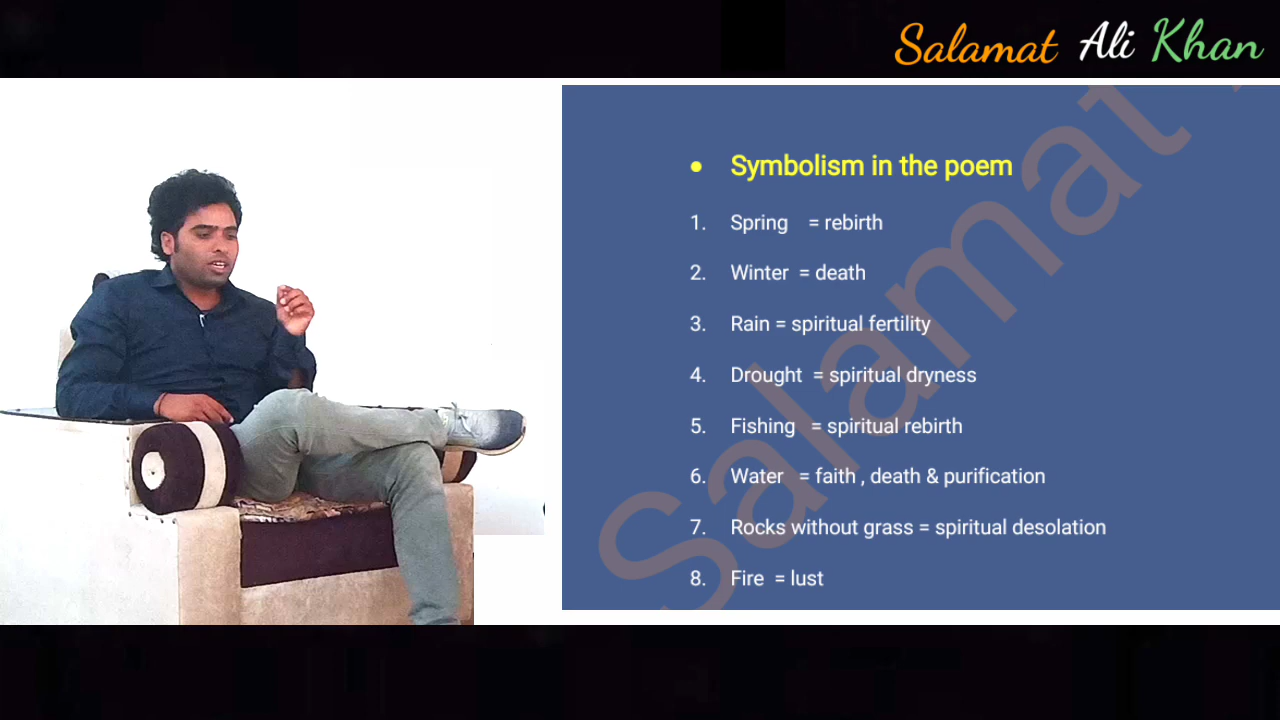 Salamat Ali Khan
• Symbolism in the poem
1. Spring = rebirth
2. Winter = death
3. Rain = spiritual fertility
4. Drought = spiritual dryness
5. Fishing = spiritual rebirth
6. Water = faith , death & purification
7. Rocks without grass = spiritual desolation
8. Fire = lust
Salamat